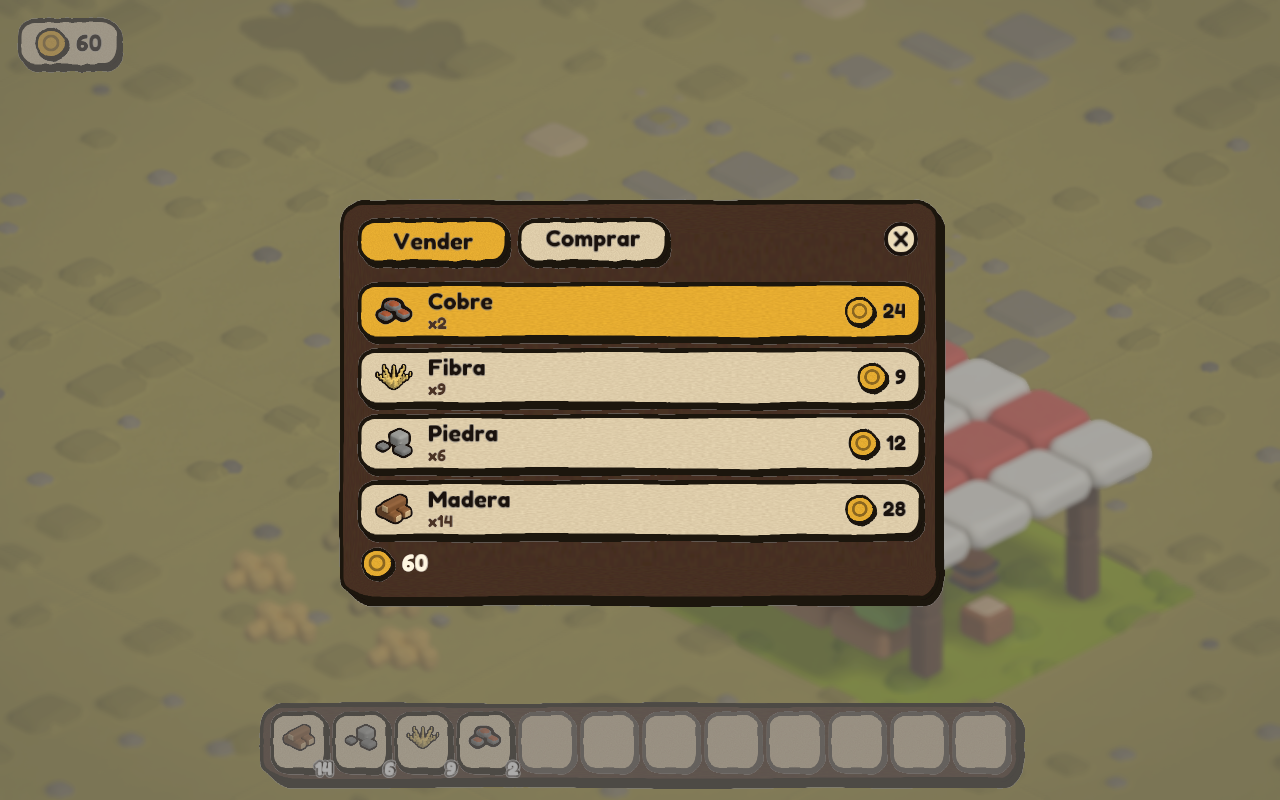 60
Vender Comprar
Cobre
x2
24
Fibra
x9
9
Piedra
x6
12
Madera
x14
28
60
14 6 9 2